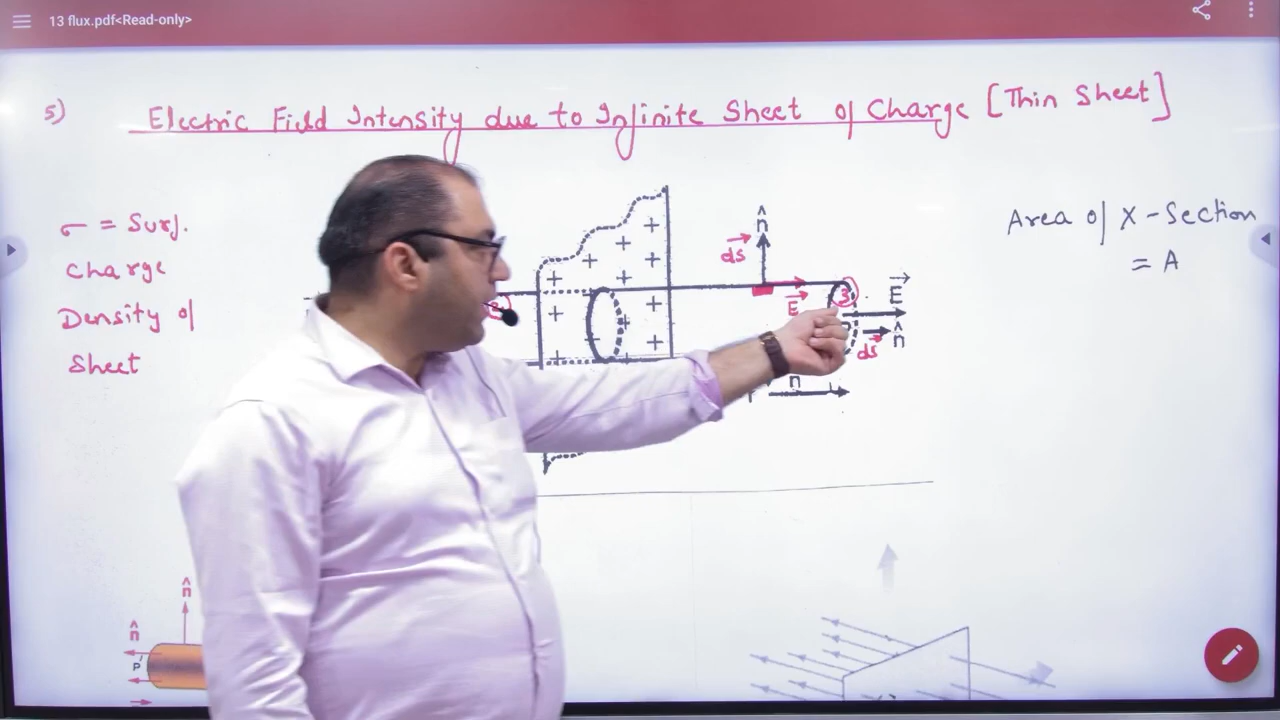 13 flux.pdf<Read-only>
5) Electric Field Intensity due to Infinite Sheet of Charge [Thin Sheet]
σ = Surf.
Charge
Density of
Sheet
n̂
ds
E
3
E
n̂
ds
Area of X-Section
= A
n̂
n̂
P'